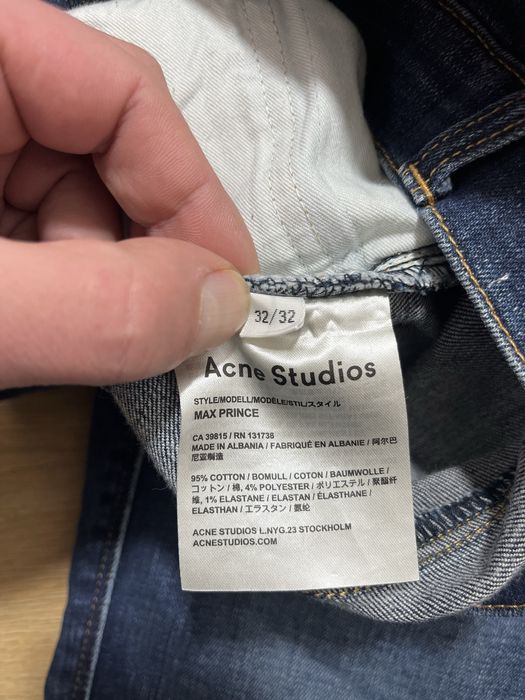 32/32
Acne Studios
STYLE/MODELL/MODÈLE/STIL/スタイル
MAX PRINCE
CA 39815 / RN 131738
MADE IN ALBANIA / FABRIQUÉ EN ALBANIE / 阿尔巴
尼亚制造
95% COTTON / BOMULL / COTON / BAUMWOLLE /
コットン / 棉, 4% POLYESTER / ポリエステル / 聚酯纤
维, 1% ELASTANE / ELASTAN / ÉLASTHANE /
ELASTHAN / エラスタン / 氨纶
ACNE STUDIOS L.NYG.23 STOCKHOLM
ACNESTUDIOS.COM